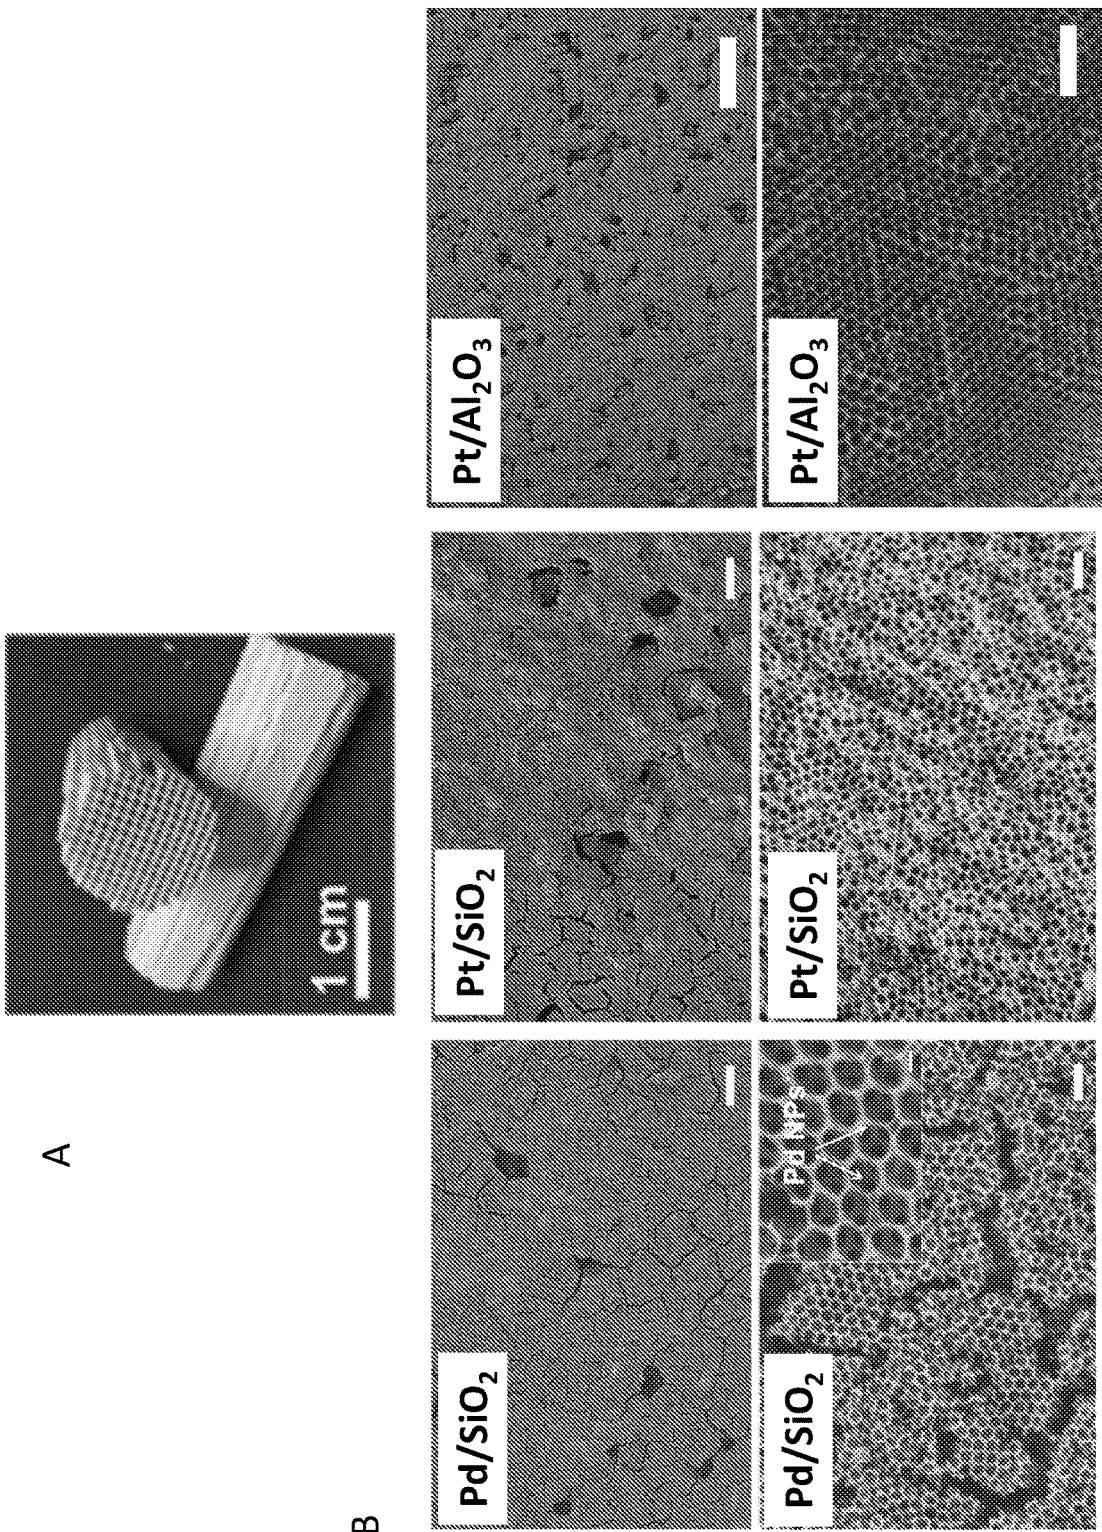 A
1 cm
B
Pd/SiO₂
Pt/SiO₂
Pt/Al₂O₃
Pd/SiO₂
Pd NPs
Pt/SiO₂
Pt/Al₂O₃